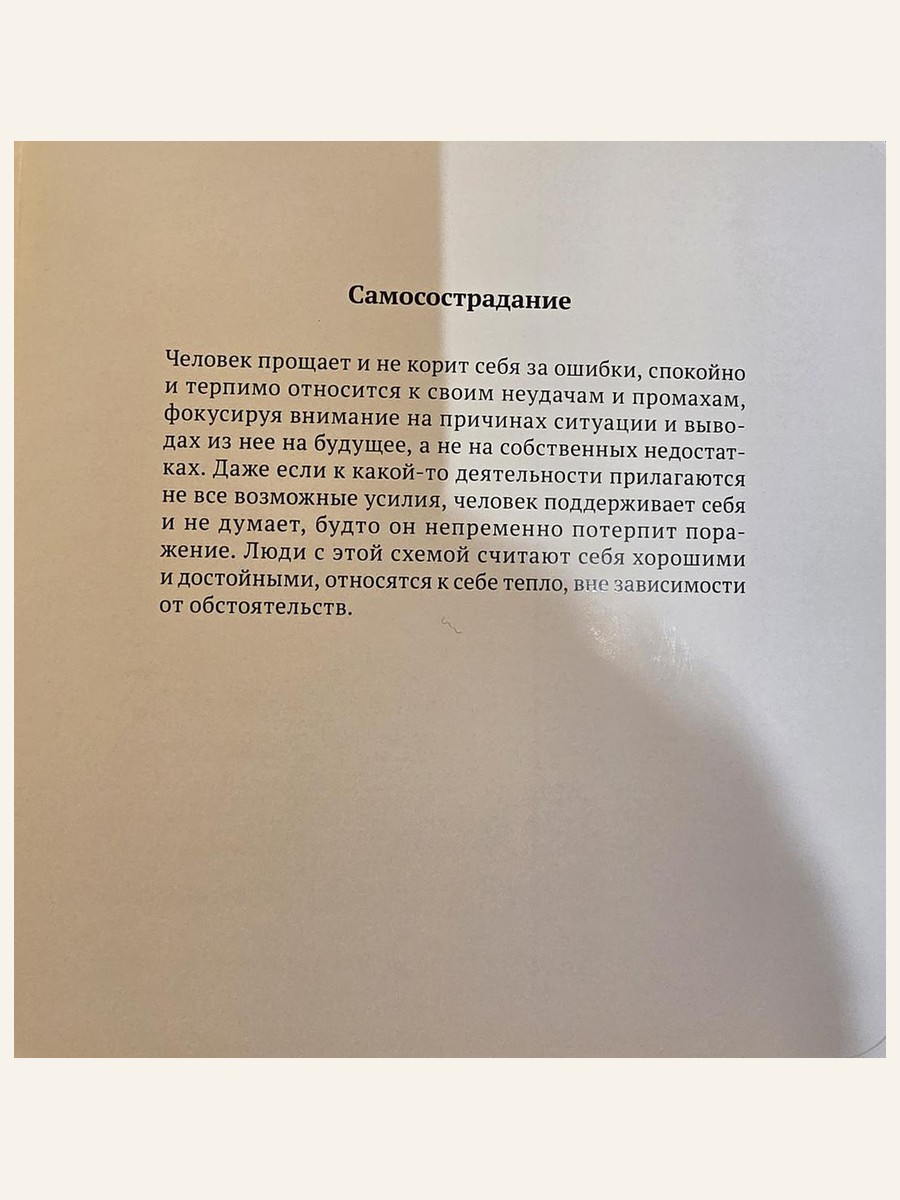 Самосострадание
Человек прощает и не корит себя за ошибки, спокойно
и терпимо относится к своим неудачам и промахам,
фокусируя внимание на причинах ситуации и выво-
дах из нее на будущее, а не на собственных недостат-
ках. Даже если к какой-то деятельности прилагаются
не все возможные усилия, человек поддерживает себя
и не думает, будто он непременно потерпит пора-
жение. Люди с этой схемой считают себя хорошими
и достойными, относятся к себе тепло, вне зависимости
от обстоятельств.